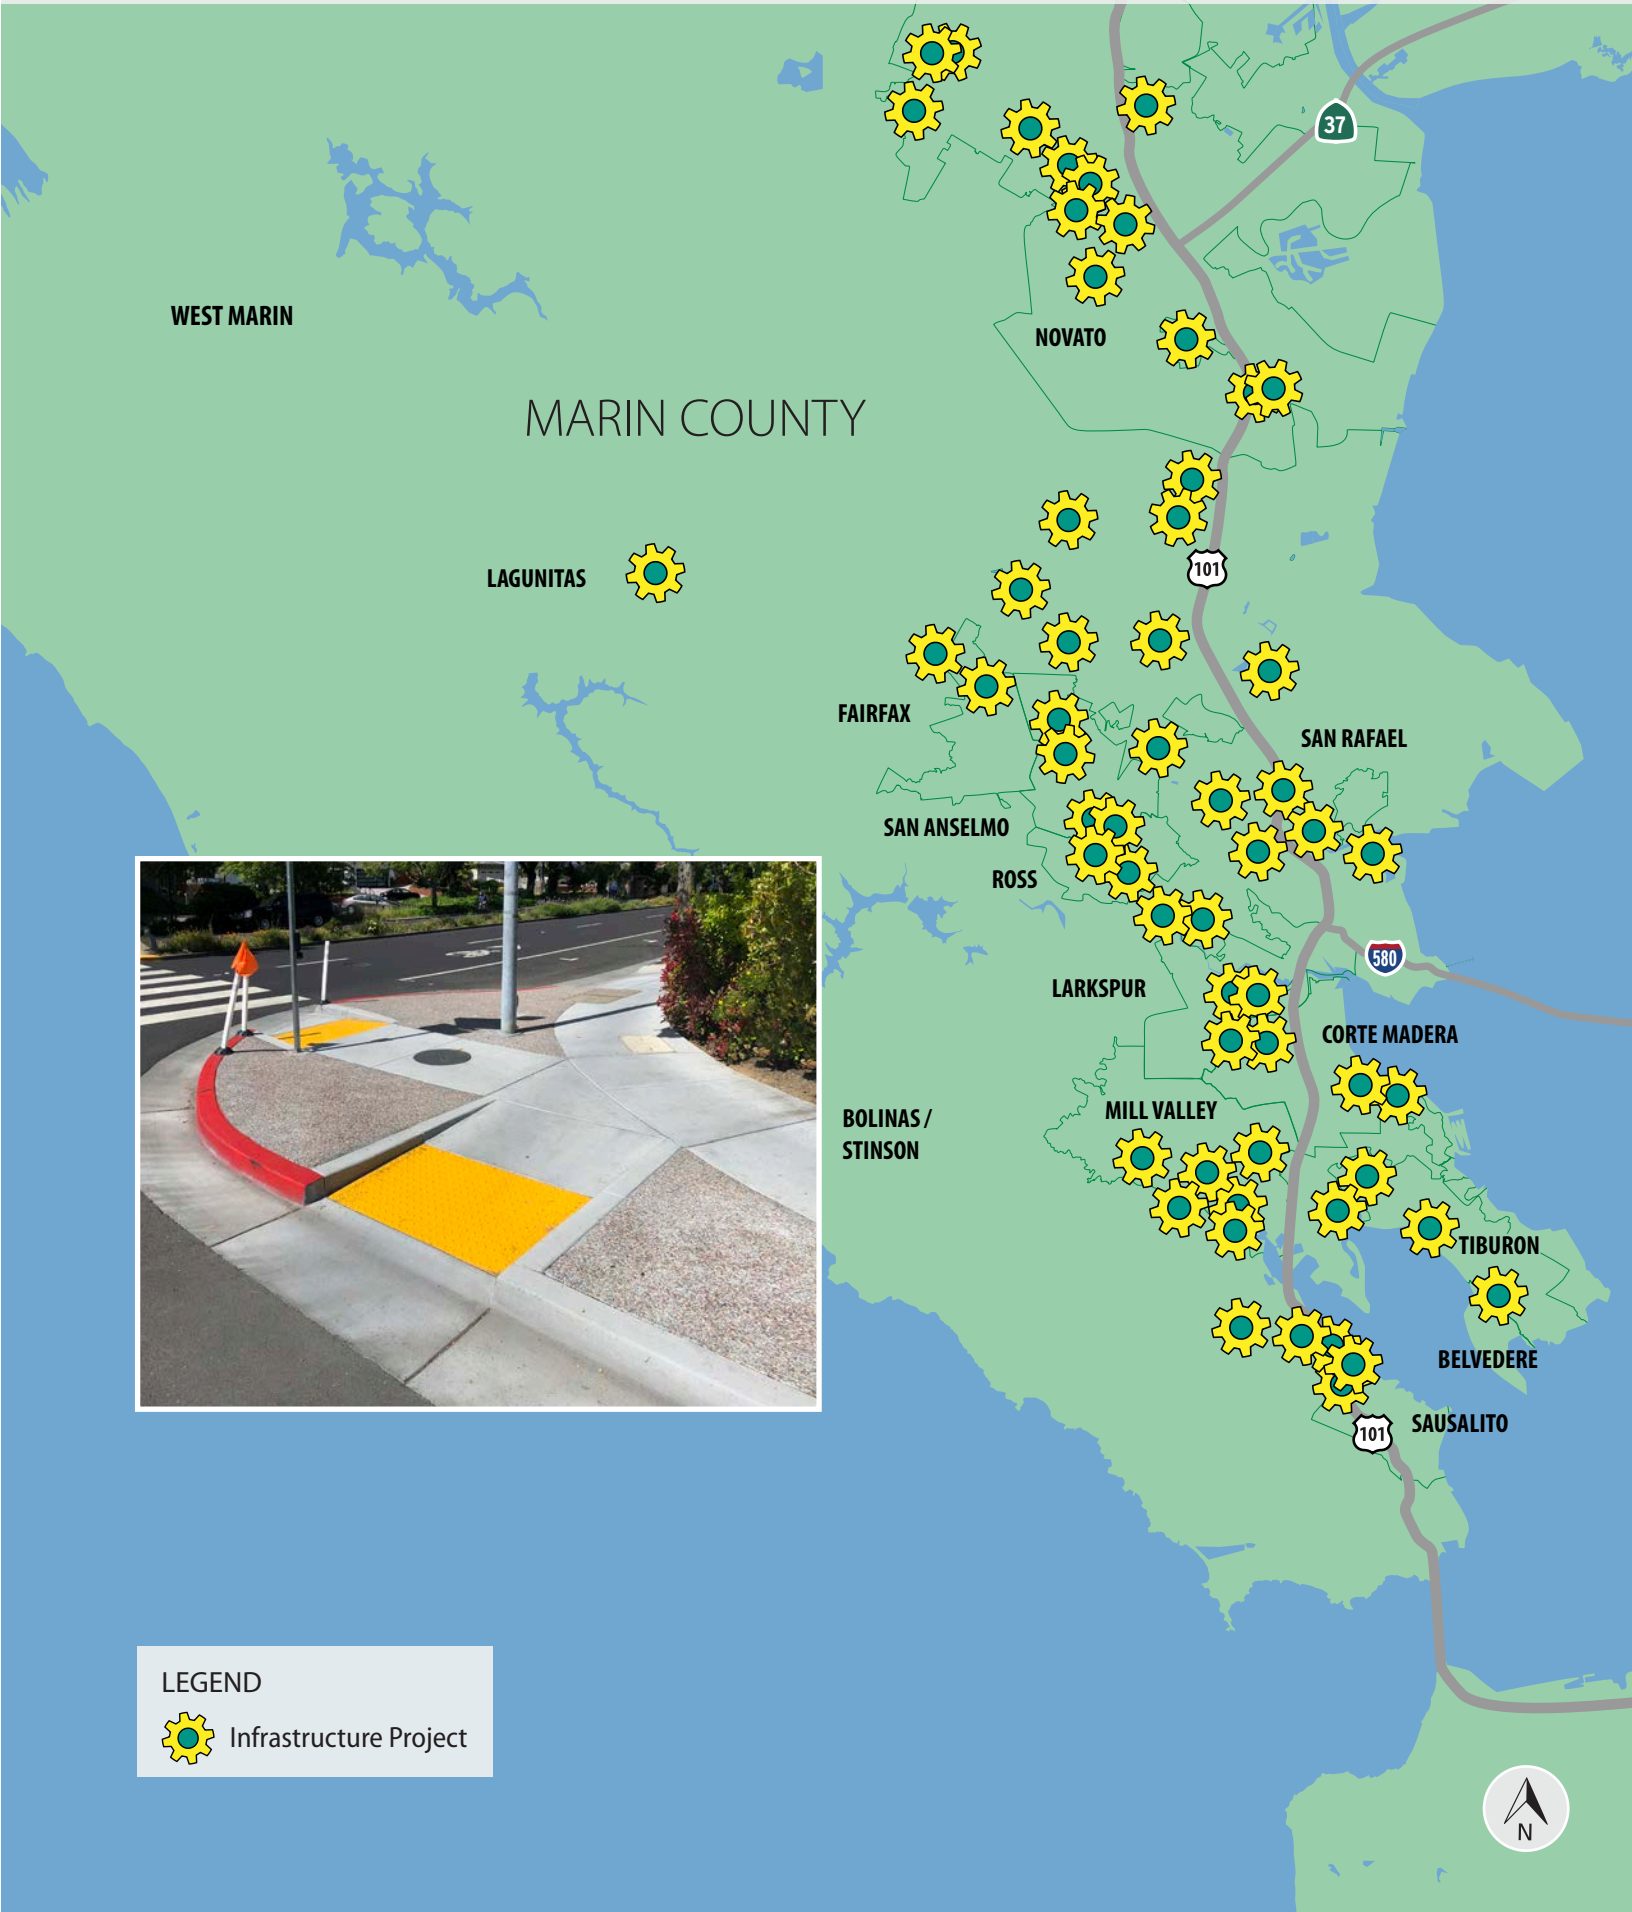 37
WEST MARIN
NOVATO
MARIN COUNTY
101
LAGUNITAS
FAIRFAX
SAN RAFAEL
SAN ANSELMO
ROSS
580
LARKSPUR
CORTE MADERA
MILL VALLEY
BOLINAS /
STINSON
TIBURON
BELVEDERE
SAUSALITO
101
LEGEND
Infrastructure Project
N